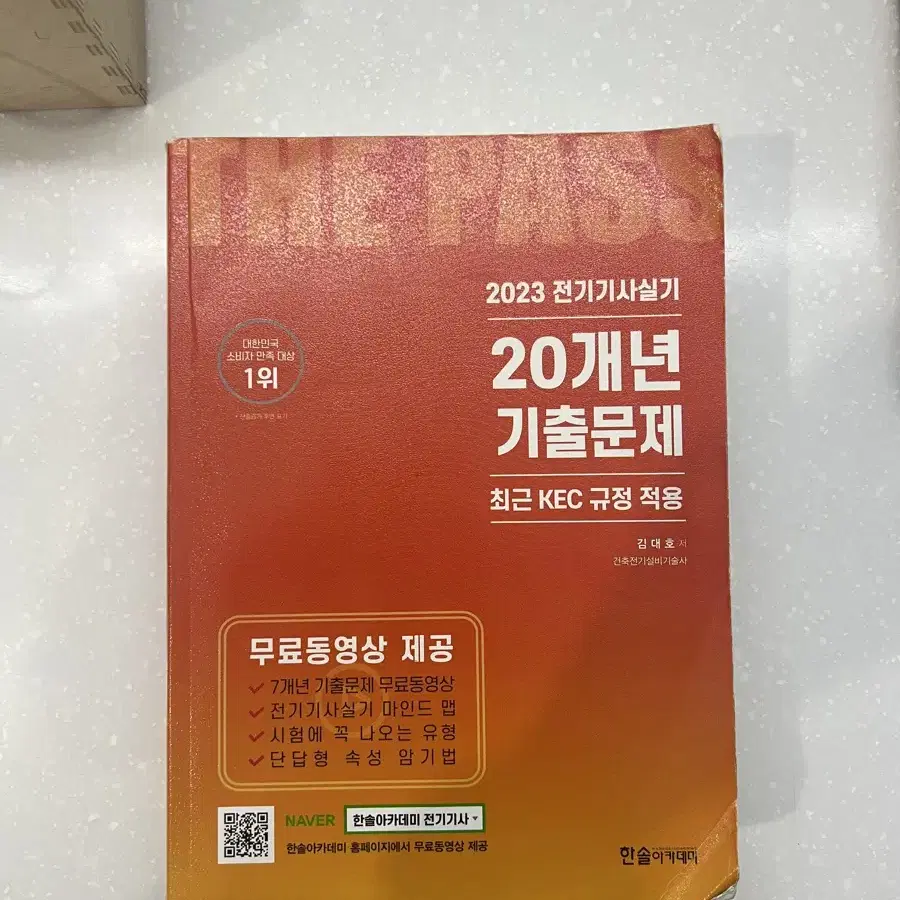 THE PASS
2023 전기기사실기
20개년
기출문제
최근 KEC 규정 적용
김대호 저
건축전기설비기술사
대한민국
소비자 만족 대상
1위
무료동영상 제공
7개년 기출문제 무료동영상
전기기사실기 마인드 맵
시험에 꼭 나오는 유형
단답형 속성 암기법
NAVER 한솔아카데미 전기기사
한솔아카데미 홈페이지에서 무료동영상 제공
한솔아카데미